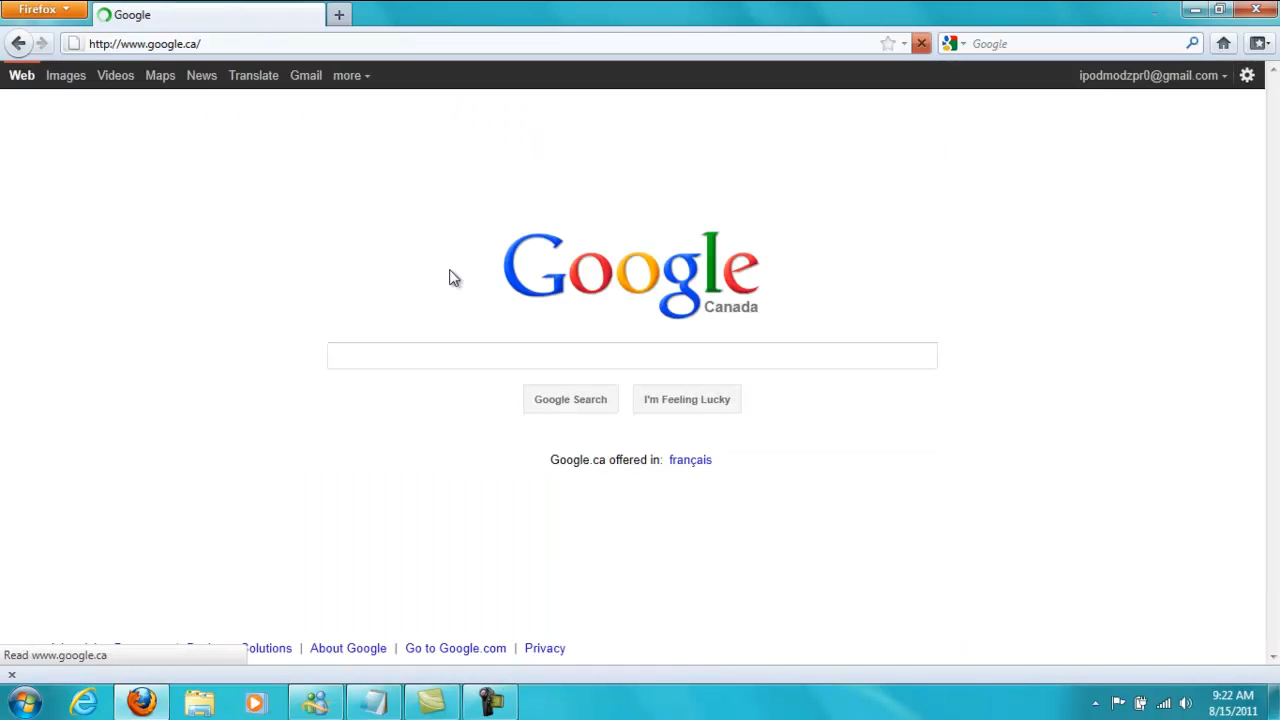 Firefox
Google
http://www.google.ca/
Google
Web Images Videos Maps News Translate Gmail more
ipodmodzpr0@gmail.com
Google
Canada
Google Search
I'm Feeling Lucky
Google.ca offered in: français
Solutions | About Google | Go to Google.com | Privacy
Read www.google.ca
9:22 AM
8/15/2011